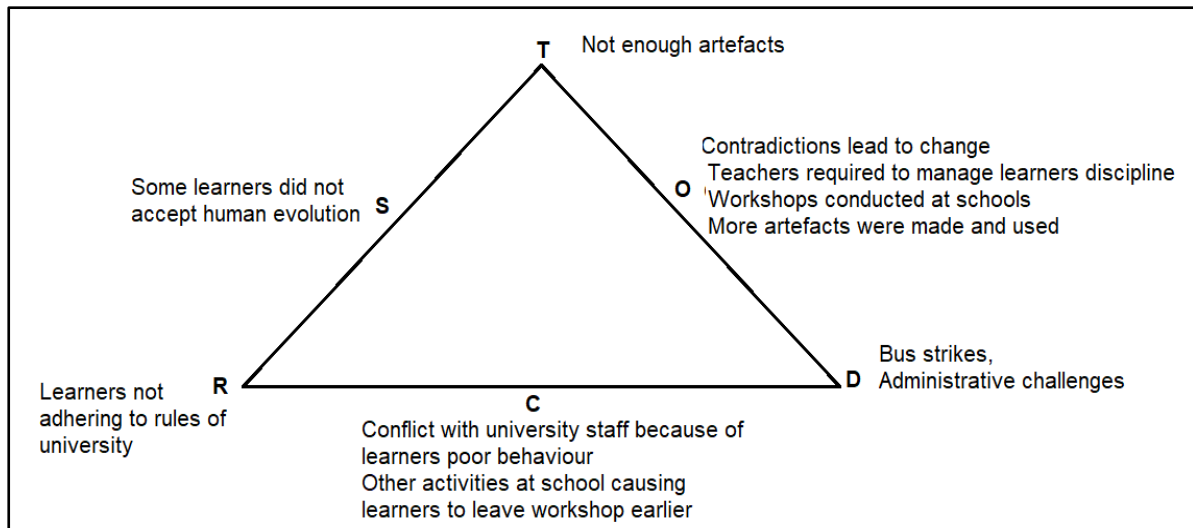 T
Not enough artefacts
Contradictions lead to change
Teachers required to manage learners discipline
O
'Workshops conducted at schools
More artefacts were made and used
Some learners did not
accept human evolution
S
Bus strikes,
D
Administrative challenges
R
Learners not
adhering to rules of
university
C
Conflict with university staff because of
learners poor behaviour
Other activities at school causing
learners to leave workshop earlier